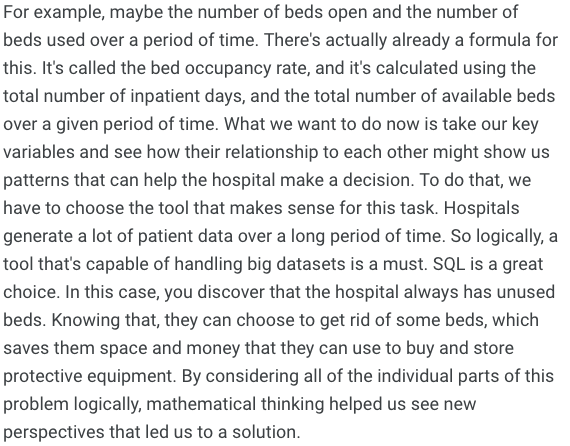 For example, maybe the number of beds open and the number of
beds used over a period of time. There's actually already a formula for
this. It's called the bed occupancy rate, and it's calculated using the
total number of inpatient days, and the total number of available beds
over a given period of time. What we want to do now is take our key
variables and see how their relationship to each other might show us
patterns that can help the hospital make a decision. To do that, we
have to choose the tool that makes sense for this task. Hospitals
generate a lot of patient data over a long period of time. So logically, a
tool that's capable of handling big datasets is a must. SQL is a great
choice. In this case, you discover that the hospital always has unused
beds. Knowing that, they can choose to get rid of some beds, which
saves them space and money that they can use to buy and store
protective equipment. By considering all of the individual parts of this
problem logically, mathematical thinking helped us see new
perspectives that led us to a solution.